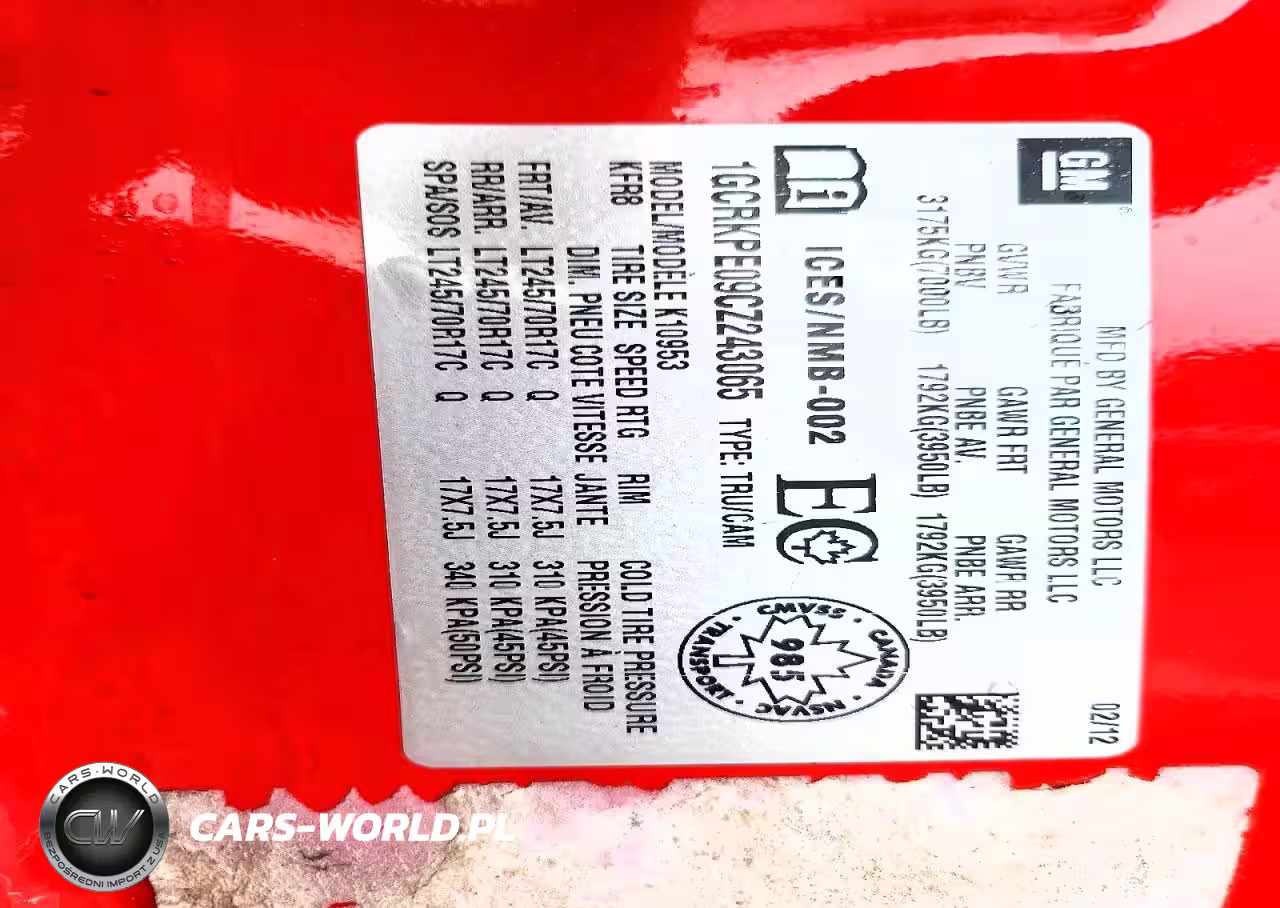 GM
MFD BY GENERAL MOTORS LLC 02/12
FABRIQUÉ PAR GENERAL MOTORS LLC
GVWR GAWR FRT GAWR RR
PNBV PNBE AV. PNBE ARR.
3175KG(7000LB) 1792KG(3950LB) 1792KG(3950LB)
ICES/NMB-002 EC
CANADA · NSVAC · TRANSPORT · CMVSS ·
985
1GCRKPE09CZ243065 TYPE: TRU/CAM
MODEL/MODÈLE K10953
KFR8 TIRE SIZE SPEED RTG RIM COLD TIRE PRESSURE
DIM. PNEU COTE VITESSE JANTE PRESSION À FROID
FRT/AV. LT245/70R17C Q 17X7.5J 310 KPA(45PSI)
RR/ARR. LT245/70R17C Q 17X7.5J 310 KPA(45PSI)
SPA/SOS LT245/70R17C Q 17X7.5J 340 KPA(50PSI)
CARS-WORLD
CW
BEZPOŚREDNI IMPORT Z USA
CARS-WORLD.PL